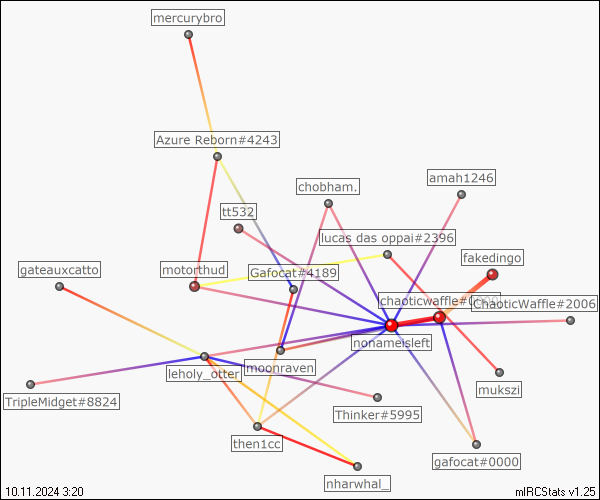 mercurybro
Azure Reborn#4243
amah1246
chobham.
tt532
lucas das oppai#2396
fakedingo
gateauxcatto
motorthud
Gafocat#4189
chaoticwaffle#
ChaoticWaffle#2006
nonameisleft
moonraven
leholy_otter
mukszi
TripleMidget#8824
Thinker#5995
then1cc
gafocat#0000
nharwhal_
10.11.2024 3:20
mIRCStats v1.25